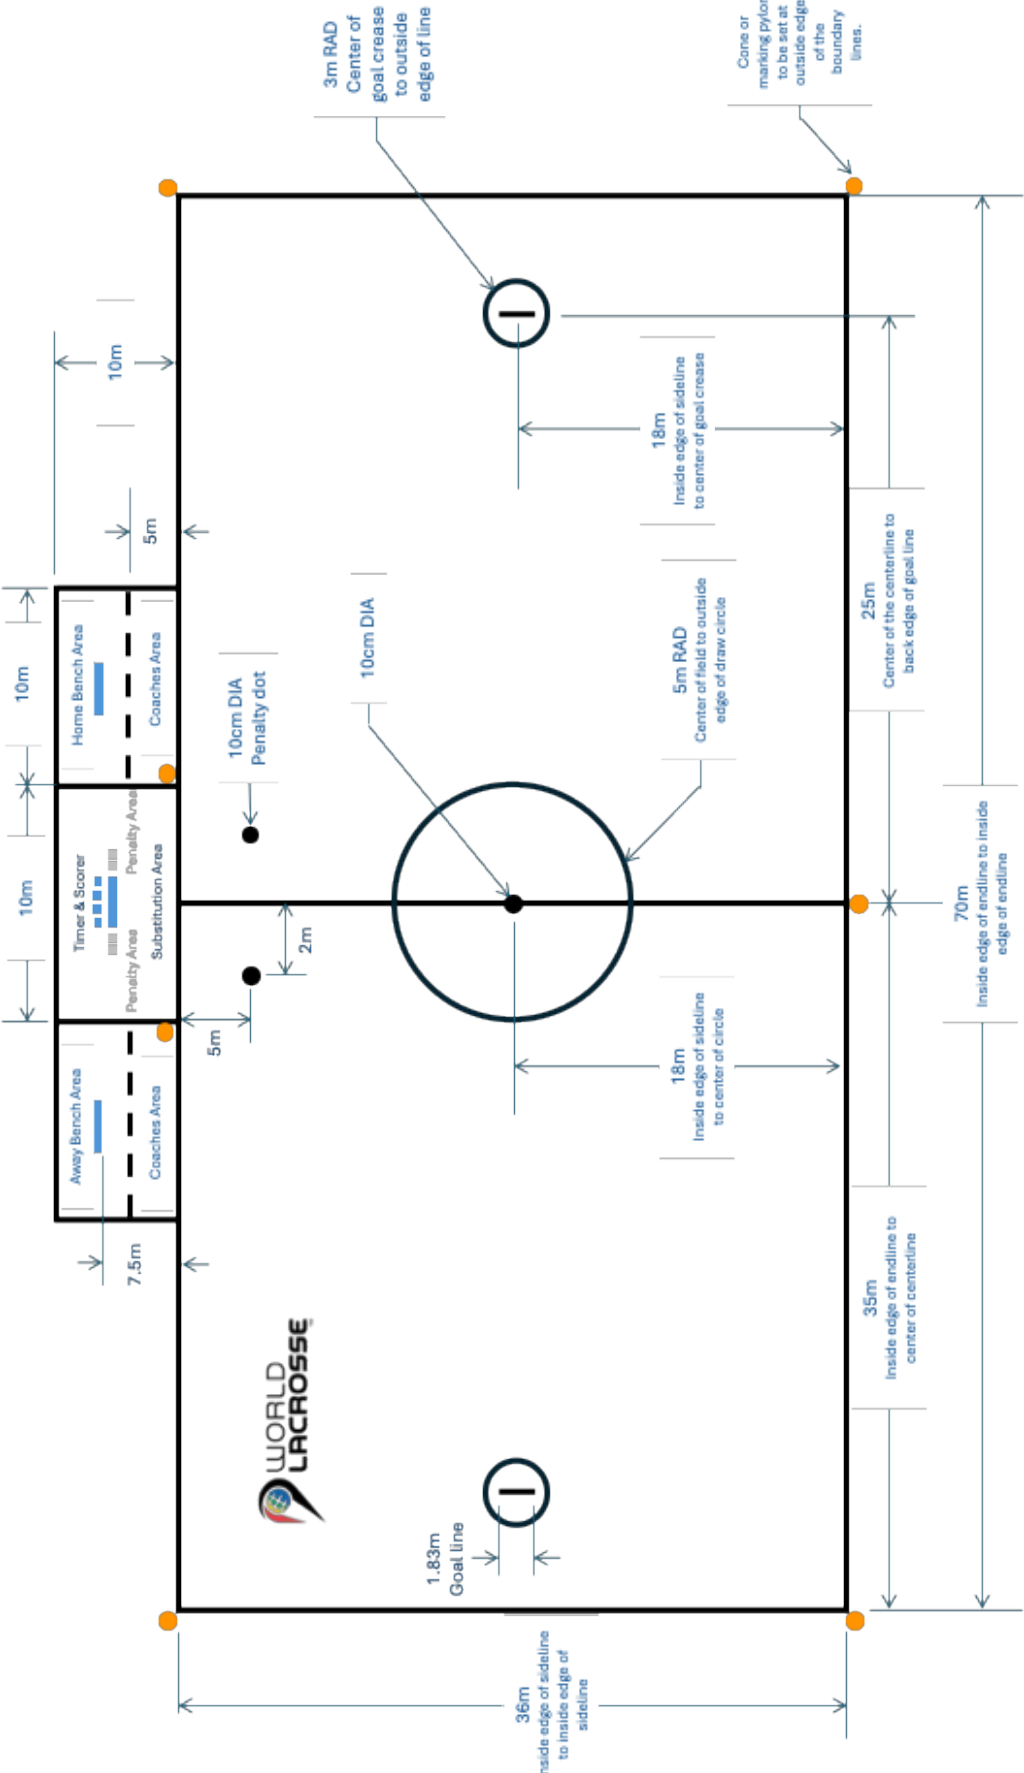 36m
nside edge of sideline
to inside edge of
sideline
WORLD
LACROSSE
1.83m
Goal line
7.5m
Away Bench Area
Coaches Area
10m
Timer & Scorer
Penalty Area
Penalty Area
Substitution Area
10m
Home Bench Area
Coaches Area
5m
10m
5m
2m
10cm DIA
Penalty dot
10cm DIA
3m RAD
Center of
goal crease
to outside
edge of line
Cone or
marking pylon
to be set at
outside edge
of the
boundary
lines.
18m
Inside edge of sideline
to center of circle
5m RAD
Center of field to outside
edge of draw circle
18m
Inside edge of sideline
to center of goal crease
35m
Inside edge of endline to
center of centerline
25m
Center of the centerline to
back edge of goal line
70m
Inside edge of endline to inside
edge of endline